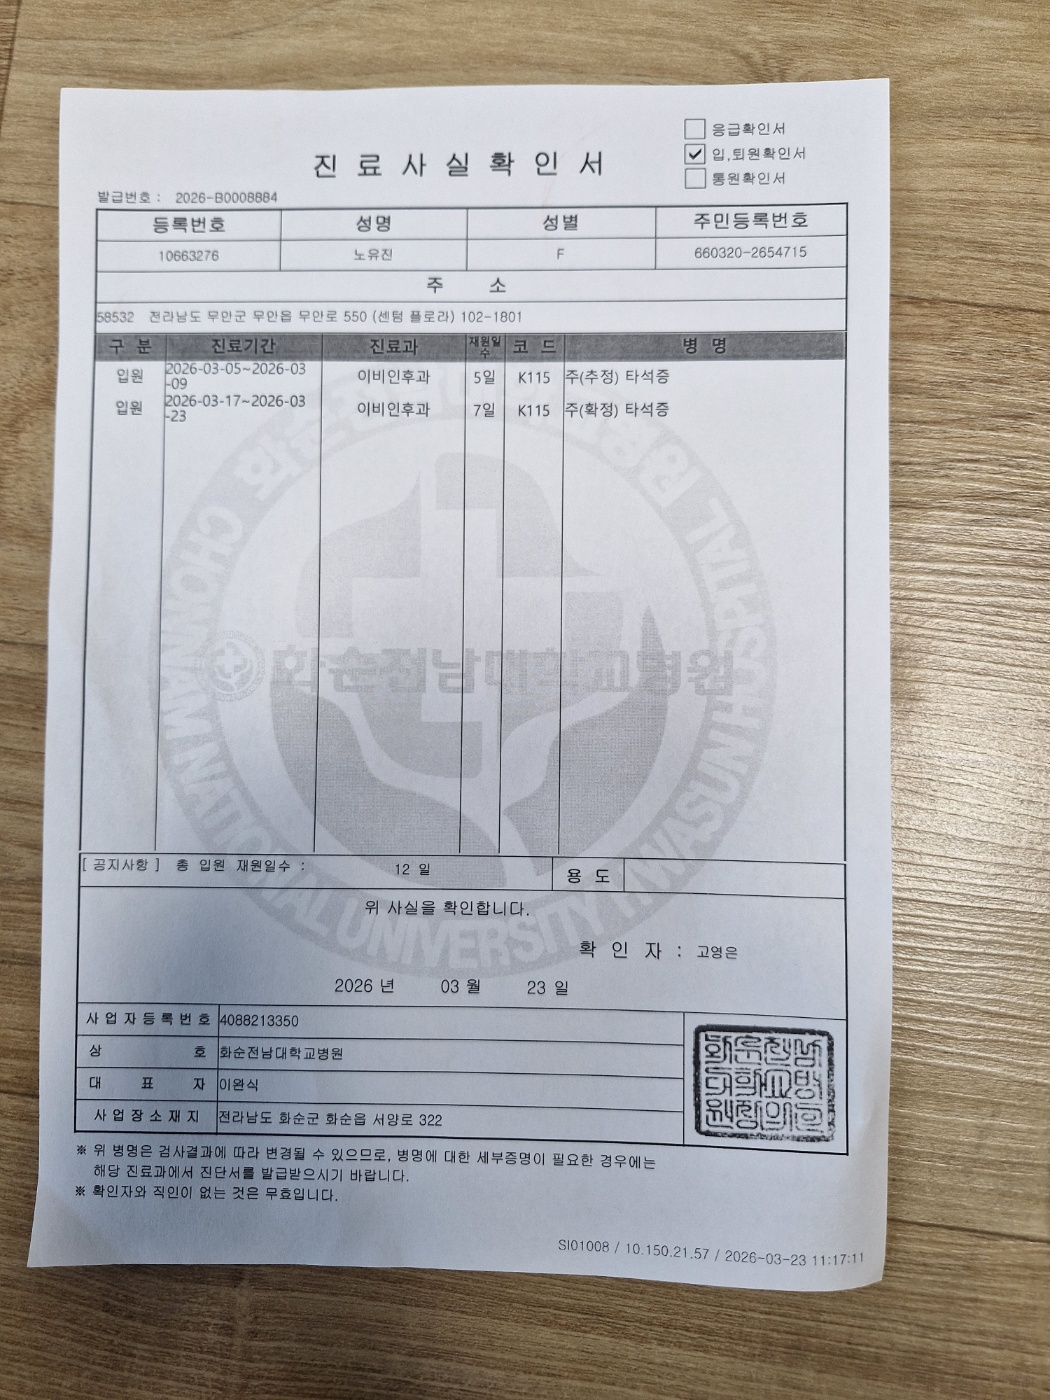 응급확인서
입,퇴원확인서
통원확인서
진 료 사 실 확 인 서
발급번호 : 2026-B0008884
등록번호 성명 성별 주민등록번호
10663276 노유진 F 660320-2654715
주 소
58532 전라남도 무안군 무안읍 무안로 550 (센텀 플로라) 102-1801
구 분 진료기간 진료과 재원일수 코 드 병 명
입원 2026-03-05~2026-03-09 이비인후과 5일 K115 주(추정) 타석증
입원 2026-03-17~2026-03-23 이비인후과 7일 K115 주(확정) 타석증
화순전남대학교병원
CHONNAM NATIONAL UNIVERSITY HWASUN HOSPITAL
[ 공지사항 ] 총 입원 재원일수 : 12 일 용 도
위 사실을 확인합니다.
확 인 자 : 고영은
2026 년 03 월 23 일
사업자등록번호 4088213350
상 호 화순전남대학교병원
대 표 자 이완식
사업장소재지 전라남도 화순군 화순읍 서양로 322
※ 위 병명은 검사결과에 따라 변경될 수 있으므로, 병명에 대한 세부증명이 필요한 경우에는
해당 진료과에서 진단서를 발급받으시기 바랍니다.
※ 확인자와 직인이 없는 것은 무효입니다.
SI01008 / 10.150.21.57 / 2026-03-23 11:17:11